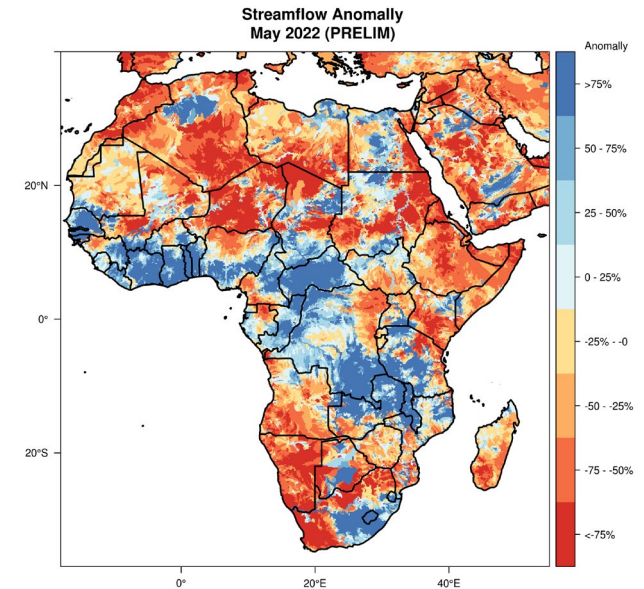 Streamflow Anomally
May 2022 (PRELIM)
Anomally
>75%
50 - 75%
25 - 50%
0 - 25%
-25% - -0
-50 - -25%
-75 - -50%
<-75%
20°N
0°
20°S
0°
20°E
40°E